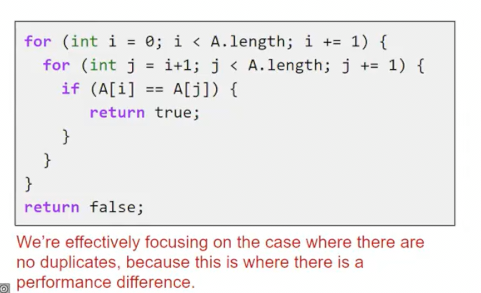 for (int i = 0; i < A.length; i += 1) {
  for (int j = i+1; j < A.length; j += 1) {
    if (A[i] == A[j]) {
       return true;
    }
  }
}
return false;
We're effectively focusing on the case where there are
no duplicates, because this is where there is a
performance difference.